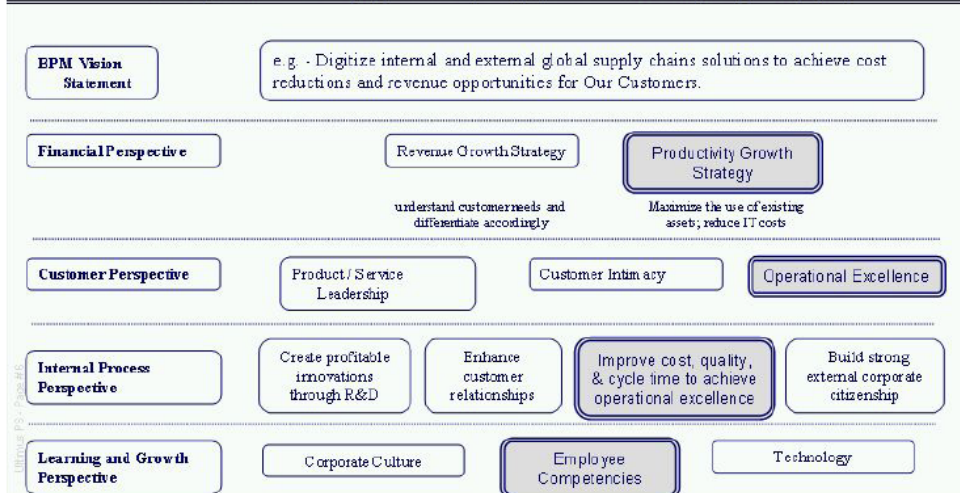 BPM Vision
Statement
e.g. - Digitize internal and external global supply chains solutions to achieve cost
reductions and revenue opportunities for Our Customers.
Financial Perspective
Revenue Growth Strategy
Productivity Growth
Strategy
understand customer needs and
differentiate accordingly
Maximize the use of existing
assets; reduce IT costs
Customer Perspective
Product / Service
Leadership
Customer Intimacy
Operational Excellence
Internal Process
Perspective
Create profitable
innovations
through R&D
Enhance
customer
relationships
Improve cost, quality,
& cycle time to achieve
operational excellence
Build strong
external corporate
citizenship
Learning and Growth
Perspective
Corporate Culture
Employee
Competencies
Technology
Ultimus PS - Page #6